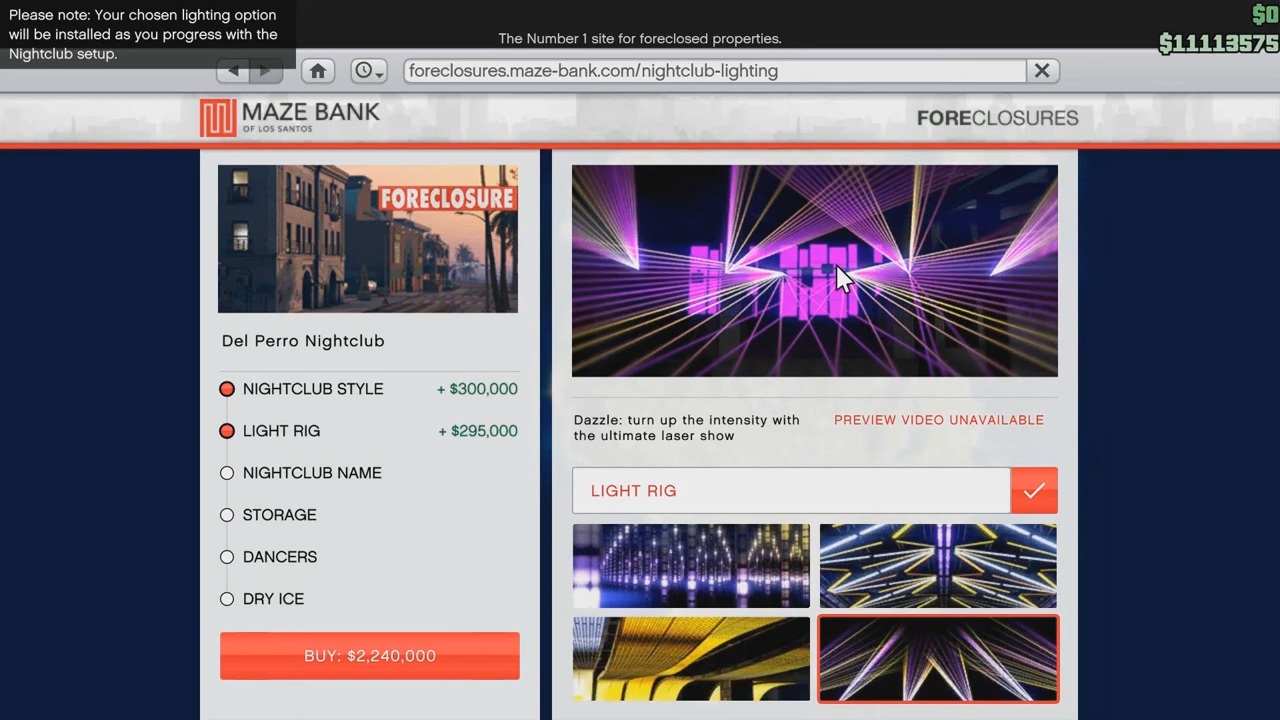 Please note: Your chosen lighting option
will be installed as you progress with the
Nightclub setup.
$0
$11113575
The Number 1 site for foreclosed properties.
foreclosures.maze-bank.com/nightclub-lighting
MAZE BANK
OF LOS SANTOS
FORECLOSURES
FORECLOSURE
Del Perro Nightclub
NIGHTCLUB STYLE + $300,000
LIGHT RIG + $295,000
NIGHTCLUB NAME
STORAGE
DANCERS
DRY ICE
BUY: $2,240,000
Dazzle: turn up the intensity with
the ultimate laser show
PREVIEW VIDEO UNAVAILABLE
LIGHT RIG